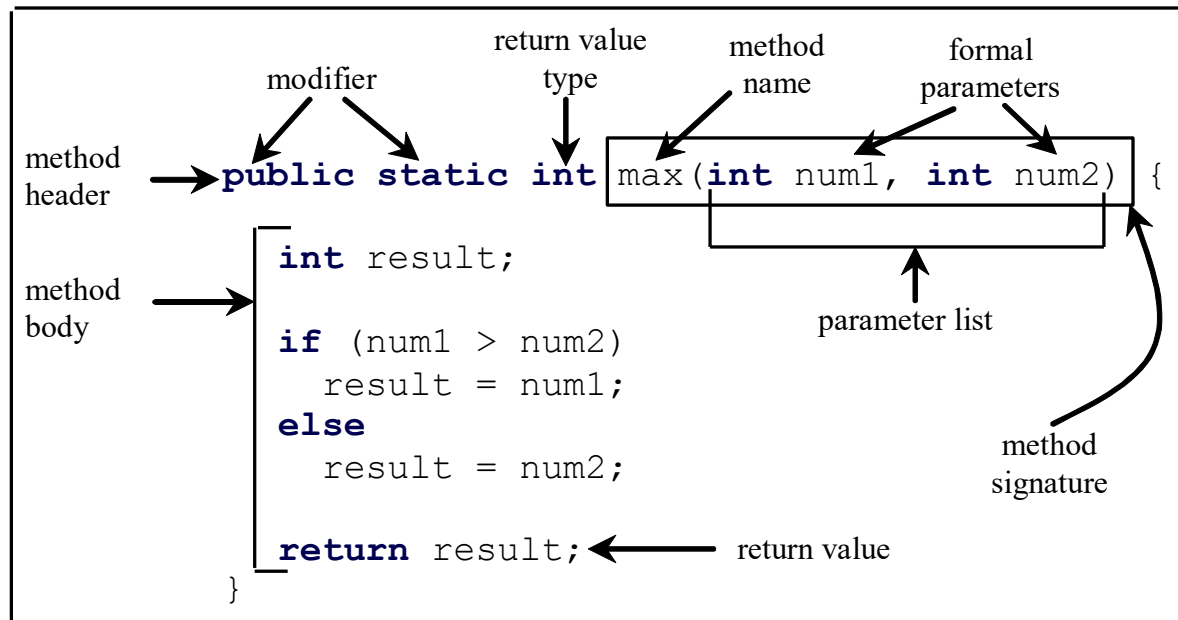 return value
type
method
name
formal
parameters
modifier
method
header
public static int max(int num1, int num2) {
int result;
method
body
parameter list
if (num1 > num2)
result = num1;
else
result = num2;
method
signature
return result;
return value
}